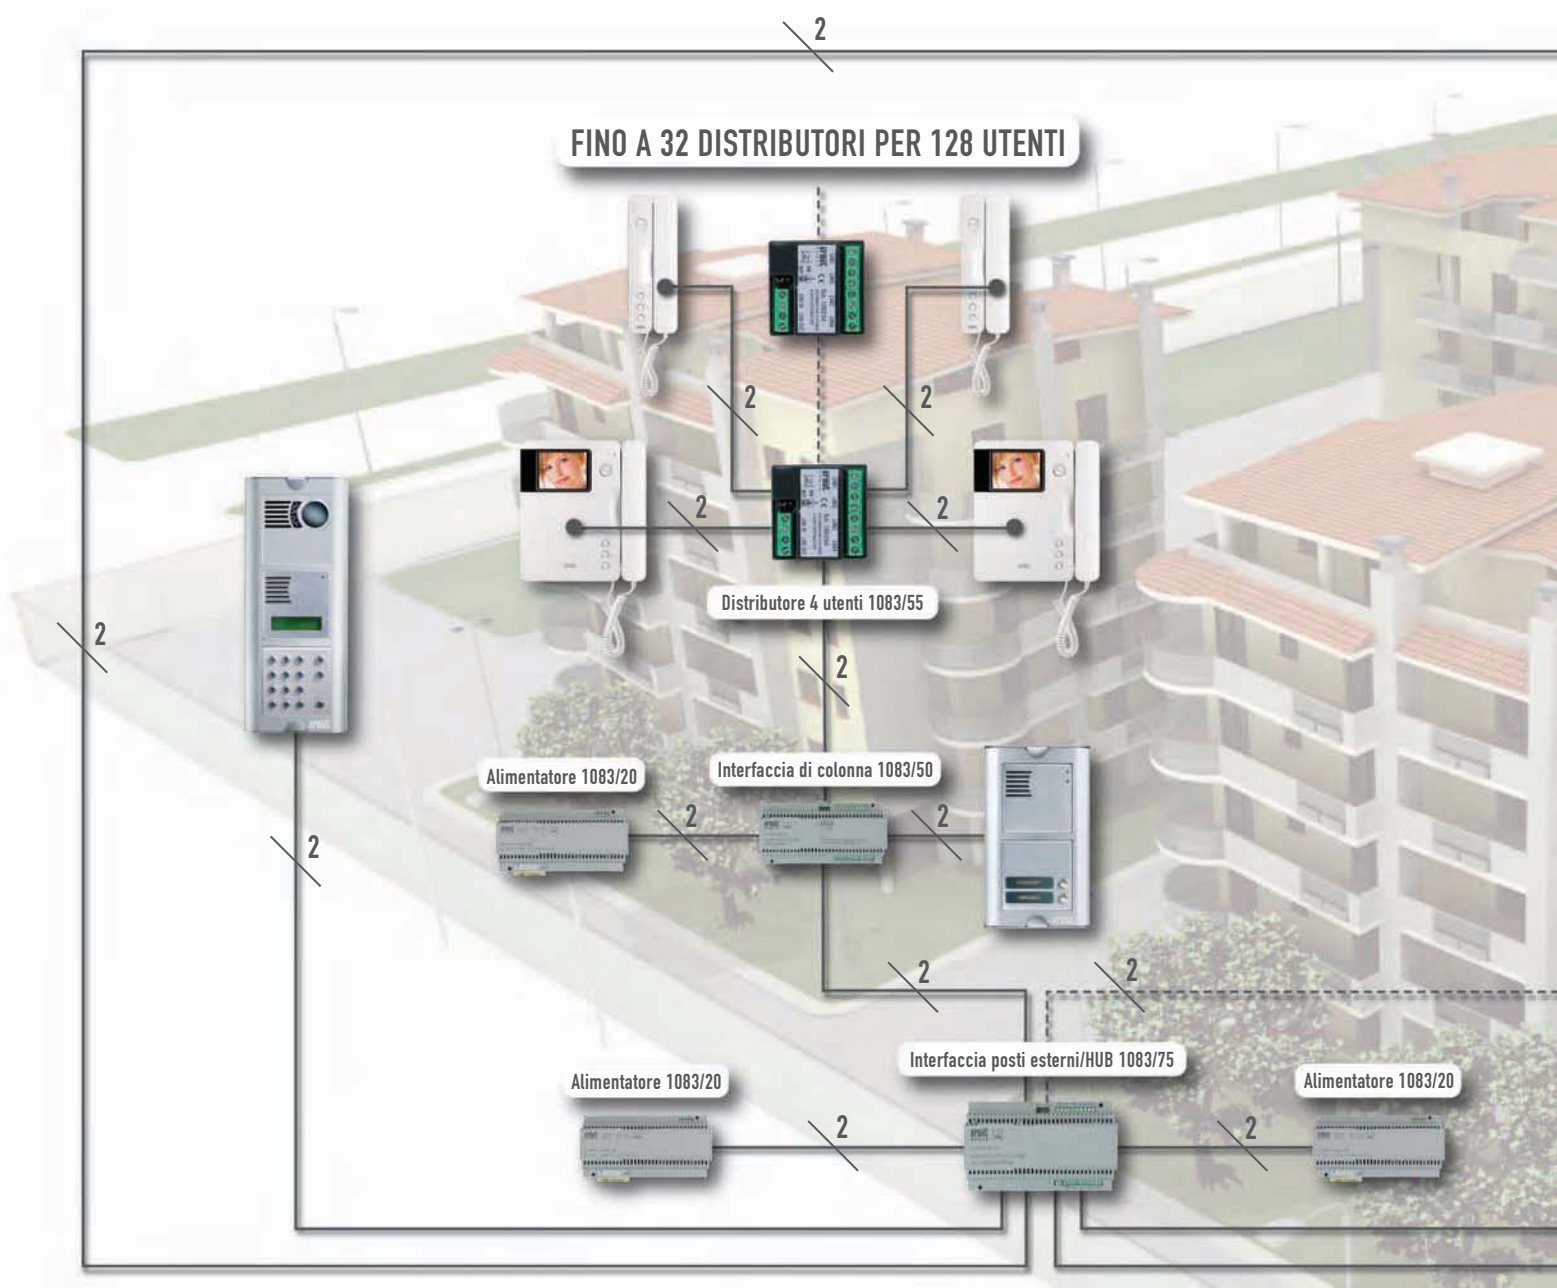 2
FINO A 32 DISTRIBUTORI PER 128 UTENTI
2
2
2
2
Distributore 4 utenti 1083/55
2
2
Alimentatore 1083/20
Interfaccia di colonna 1083/50
2
2
2
2
2
Interfaccia posti esterni/HUB 1083/75
Alimentatore 1083/20
Alimentatore 1083/20
2
2